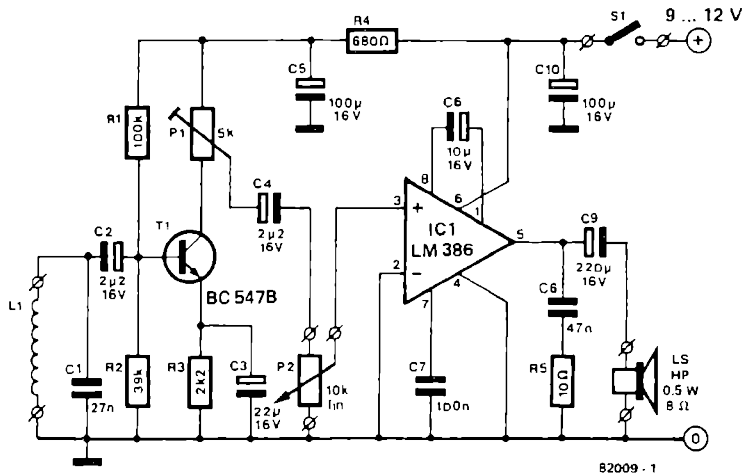 R4
680Ω
S1
9 ... 12 V
+
C5
100µ
16V
C10
100µ
16V
R1
100k
P1
5k
C6
10µ
16V
C4
2µ2
16V
8
6
1
3
+
IC1
LM 386
5
2
−
7
4
C9
220µ
16V
T1
BC 547B
C2
2µ2
16V
L1
C1
27n
R2
39k
R3
2k2
C3
22µ
16V
P2
10k
lin
C7
100n
C6
47n
R5
10Ω
LS
HP
0.5 W
8 Ω
0
82009 - 1